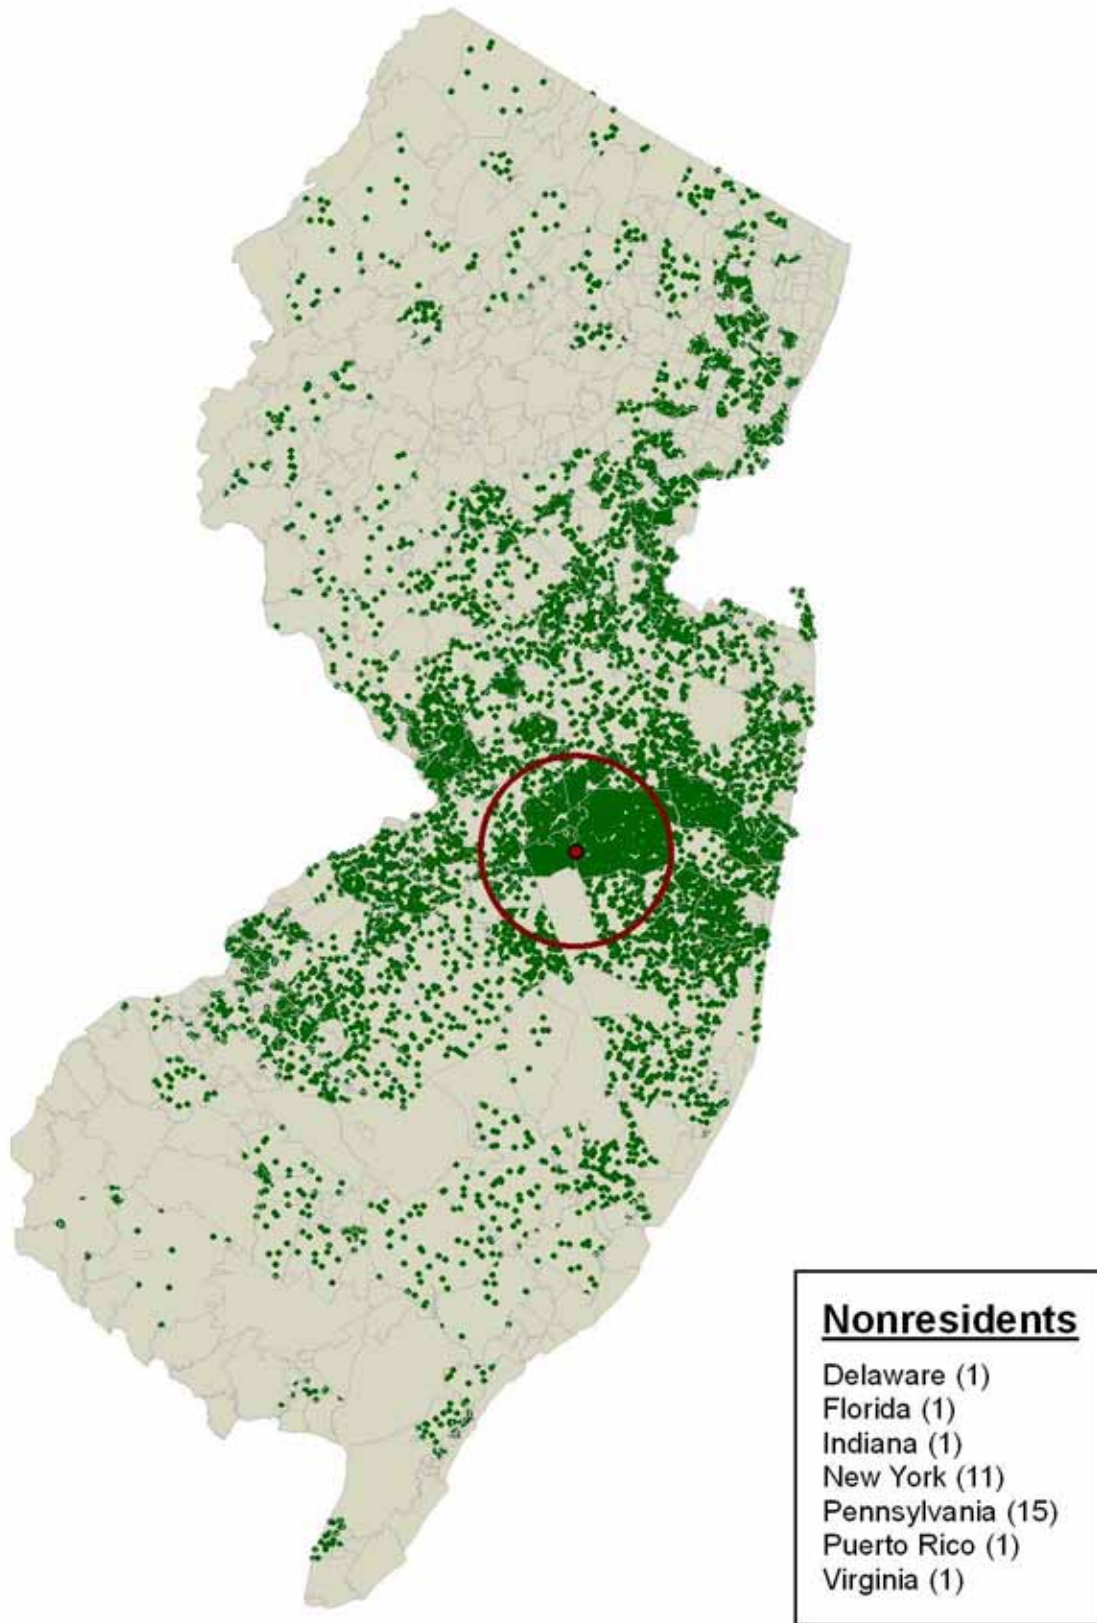 Nonresidents
Delaware (1)
Florida (1)
Indiana (1)
New York (11)
Pennsylvania (15)
Puerto Rico (1)
Virginia (1)